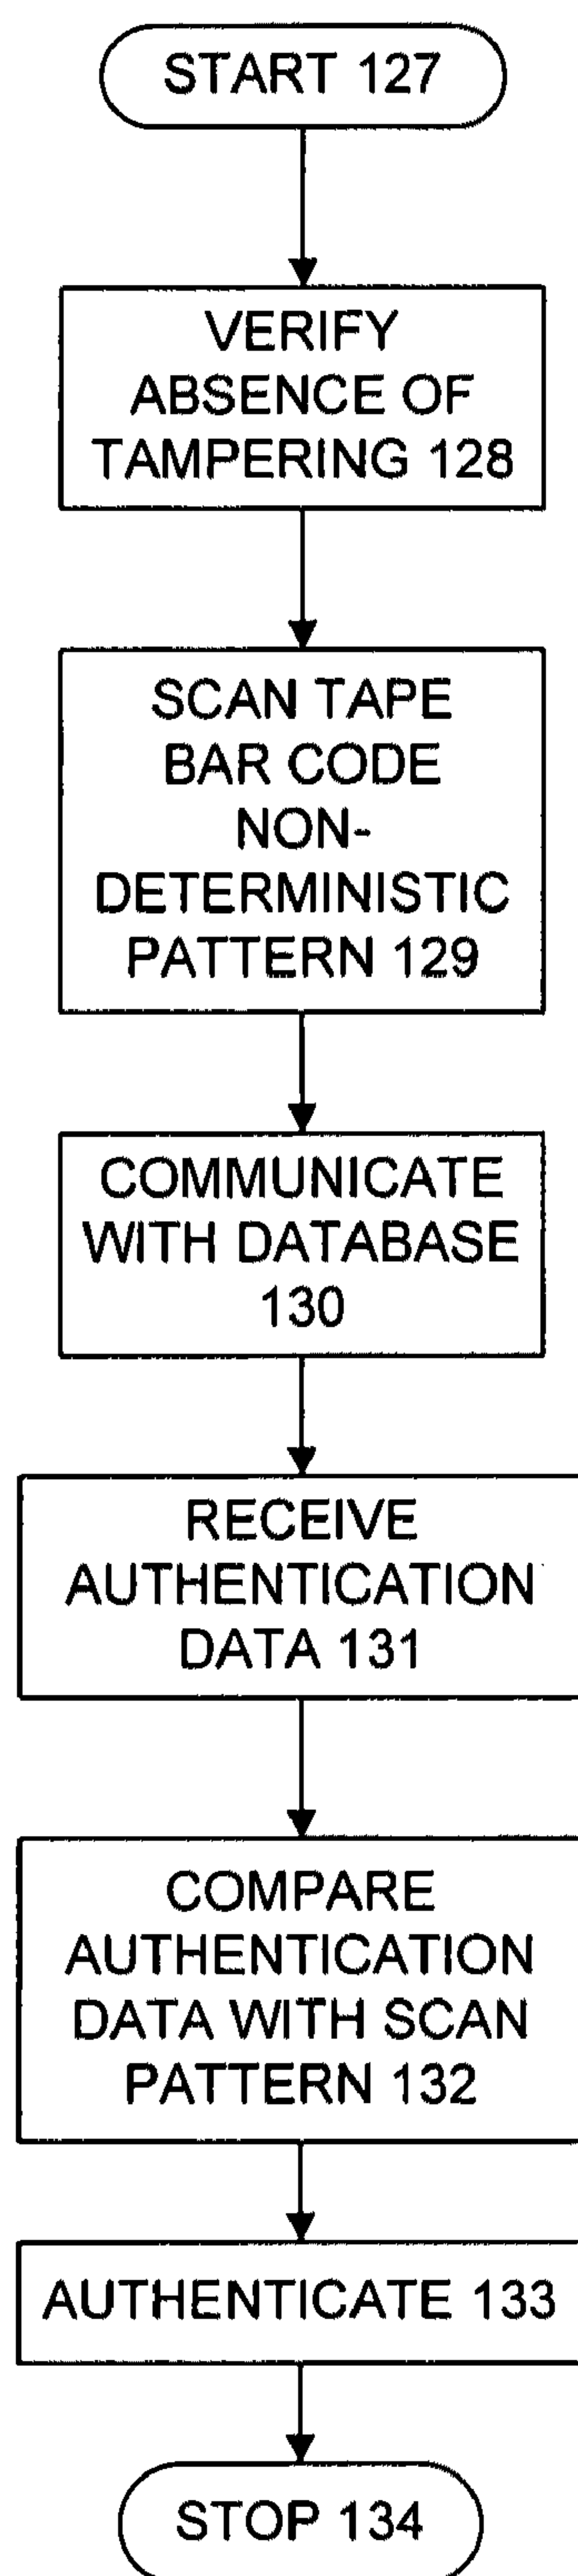 START 127
VERIFY
ABSENCE OF
TAMPERING 128
SCAN TAPE
BAR CODE
NON-
DETERMINISTIC
PATTERN 129
COMMUNICATE
WITH DATABASE
130
RECEIVE
AUTHENTICATION
DATA 131
COMPARE
AUTHENTICATION
DATA WITH SCAN
PATTERN 132
AUTHENTICATE 133
STOP 134